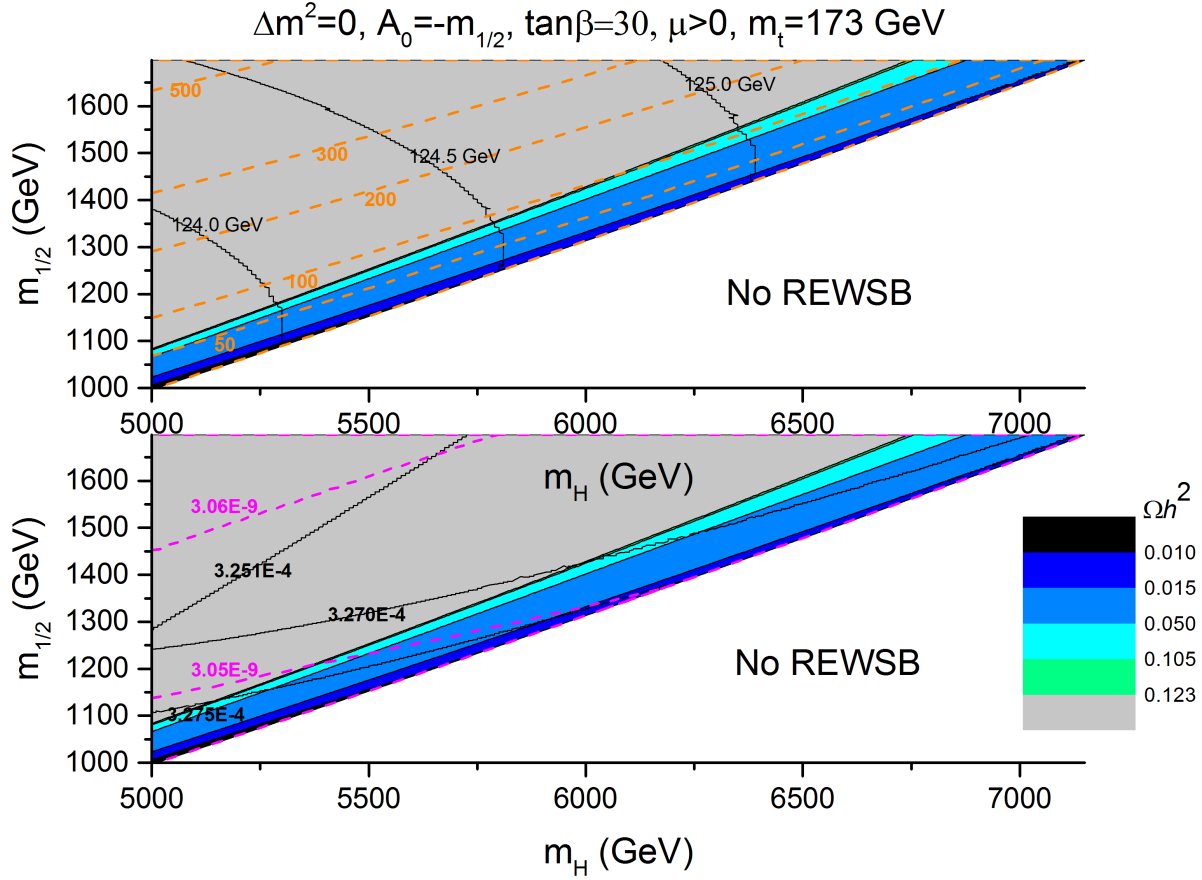 Δm²=0, A₀=-m₁/₂, tanβ=30, μ>0, mₜ=173 GeV
m₁/₂ (GeV)
1600
1500
1400
1300
1200
1100
1000
500
300
200
100
50
125.0 GeV
124.5 GeV
124.0 GeV
No REWSB
5000 5500 6000 6500 7000
m_H (GeV)
m₁/₂ (GeV)
1600
1500
1400
1300
1200
1100
1000
3.06E-9
3.251E-4
3.270E-4
3.05E-9
3.275E-4
No REWSB
Ωh²
0.010
0.015
0.050
0.105
0.123
5000 5500 6000 6500 7000
m_H (GeV)